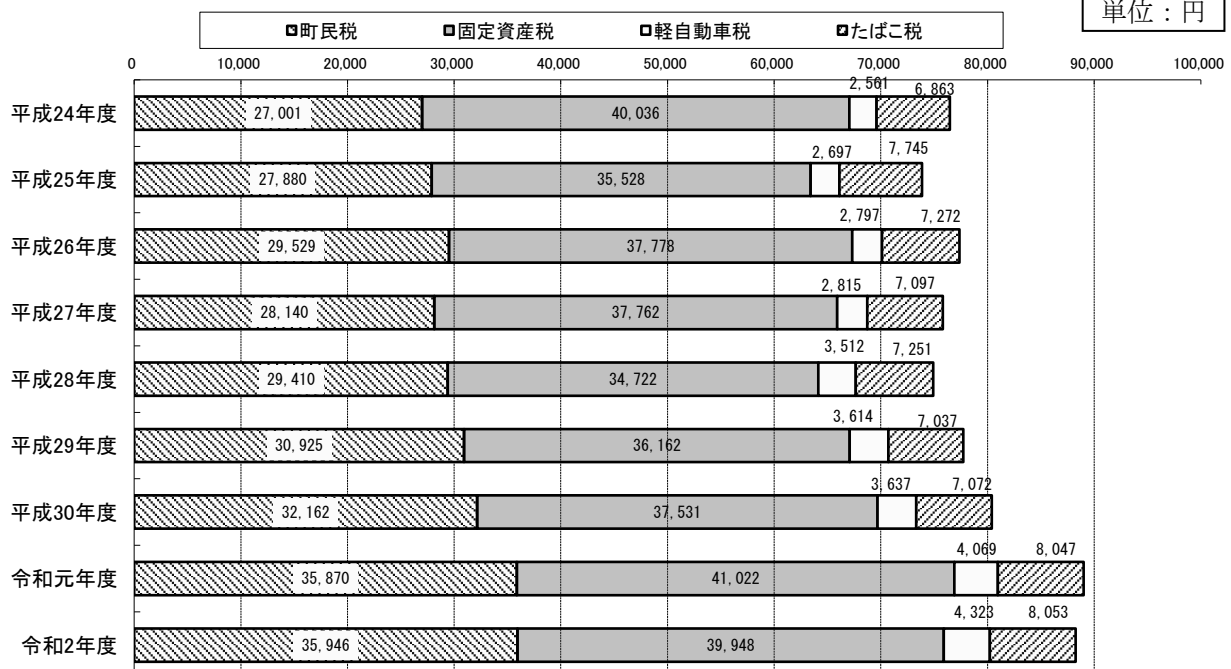 単位：円
町民税 固定資産税 軽自動車税 たばこ税
0 10,000 20,000 30,000 40,000 50,000 60,000 70,000 80,000 90,000 100,000
平成24年度 27,001 40,036 2,561 6,863
平成25年度 27,880 35,528 2,697 7,745
平成26年度 29,529 37,778 2,797 7,272
平成27年度 28,140 37,762 2,815 7,097
平成28年度 29,410 34,722 3,512 7,251
平成29年度 30,925 36,162 3,614 7,037
平成30年度 32,162 37,531 3,637 7,072
令和元年度 35,870 41,022 4,069 8,047
令和2年度 35,946 39,948 4,323 8,053